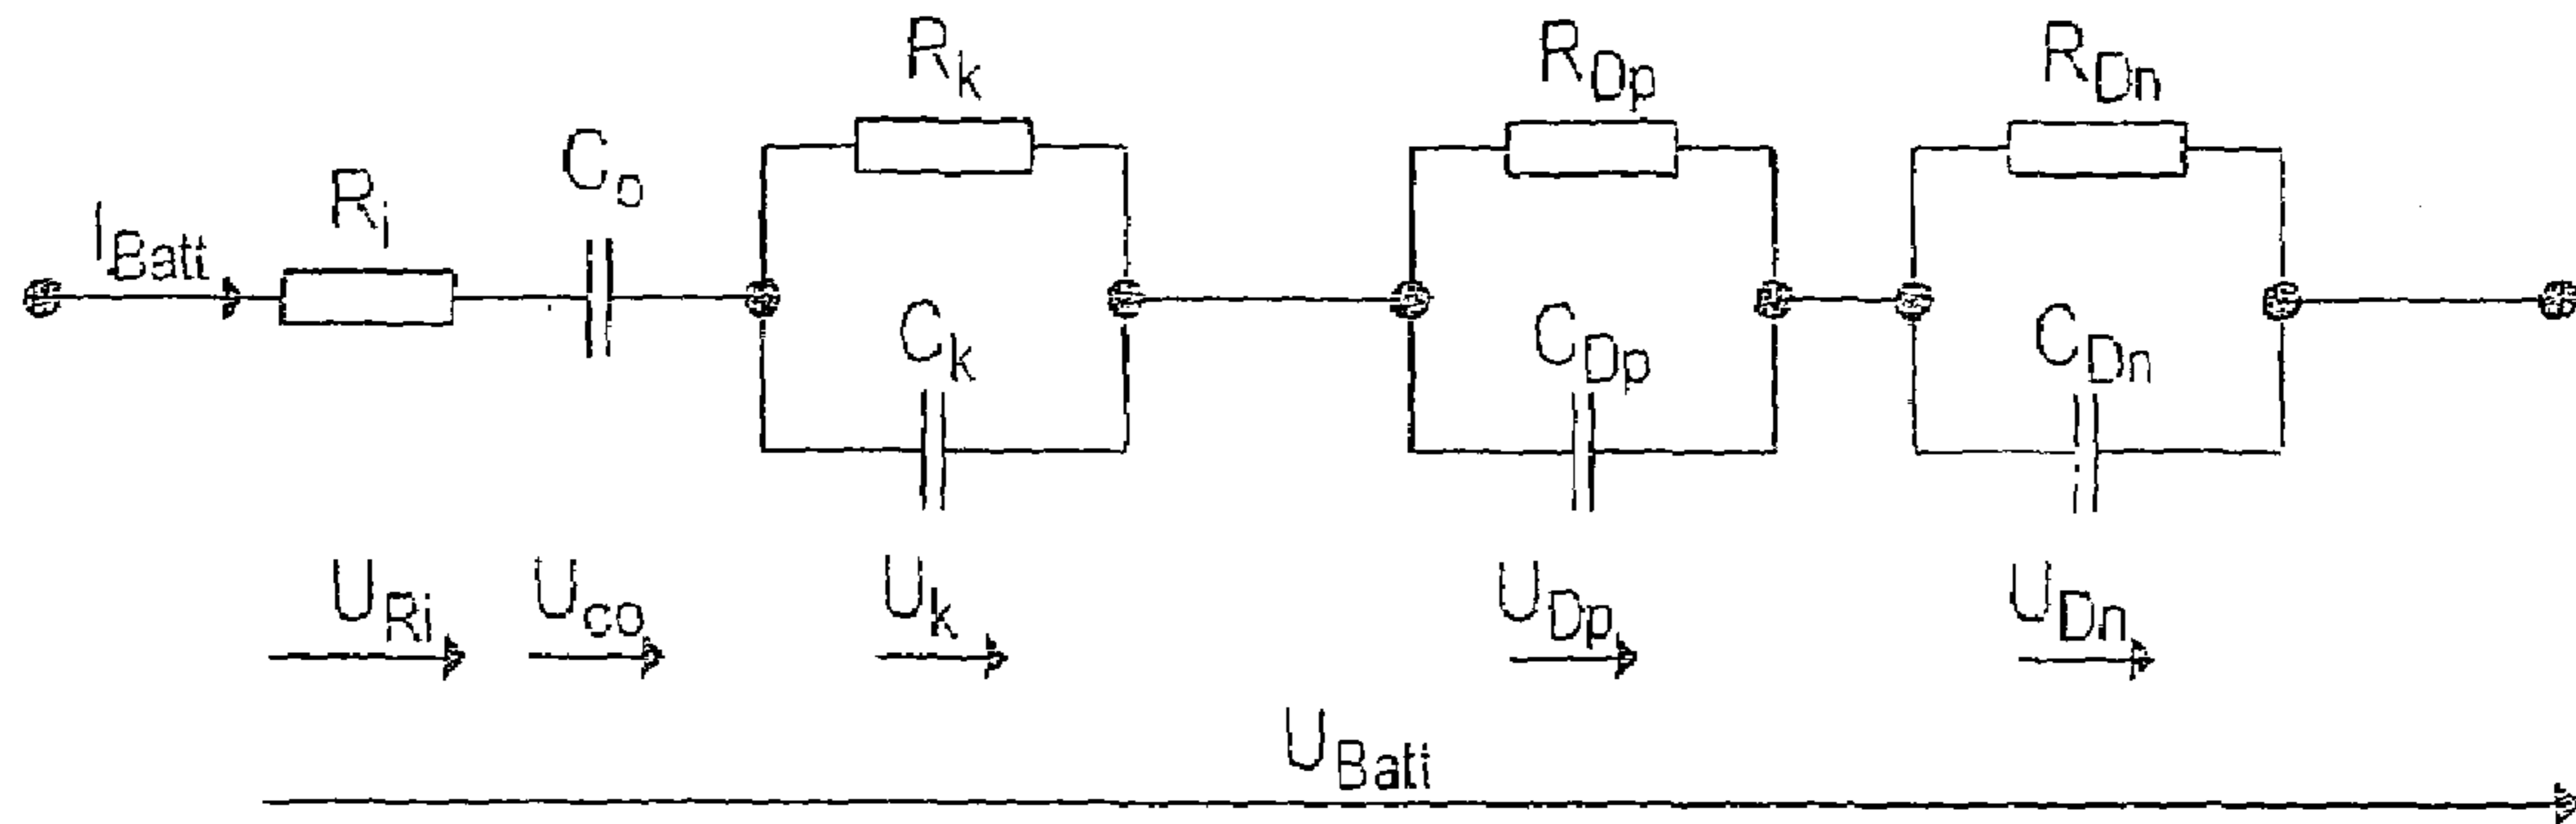 R_k
R_Dp
R_Dn
C_o
R_i
I_Batt
C_k
C_Dp
C_Dn
U_Ri
U_co
U_k
U_Dp
U_Dn
U_Batt